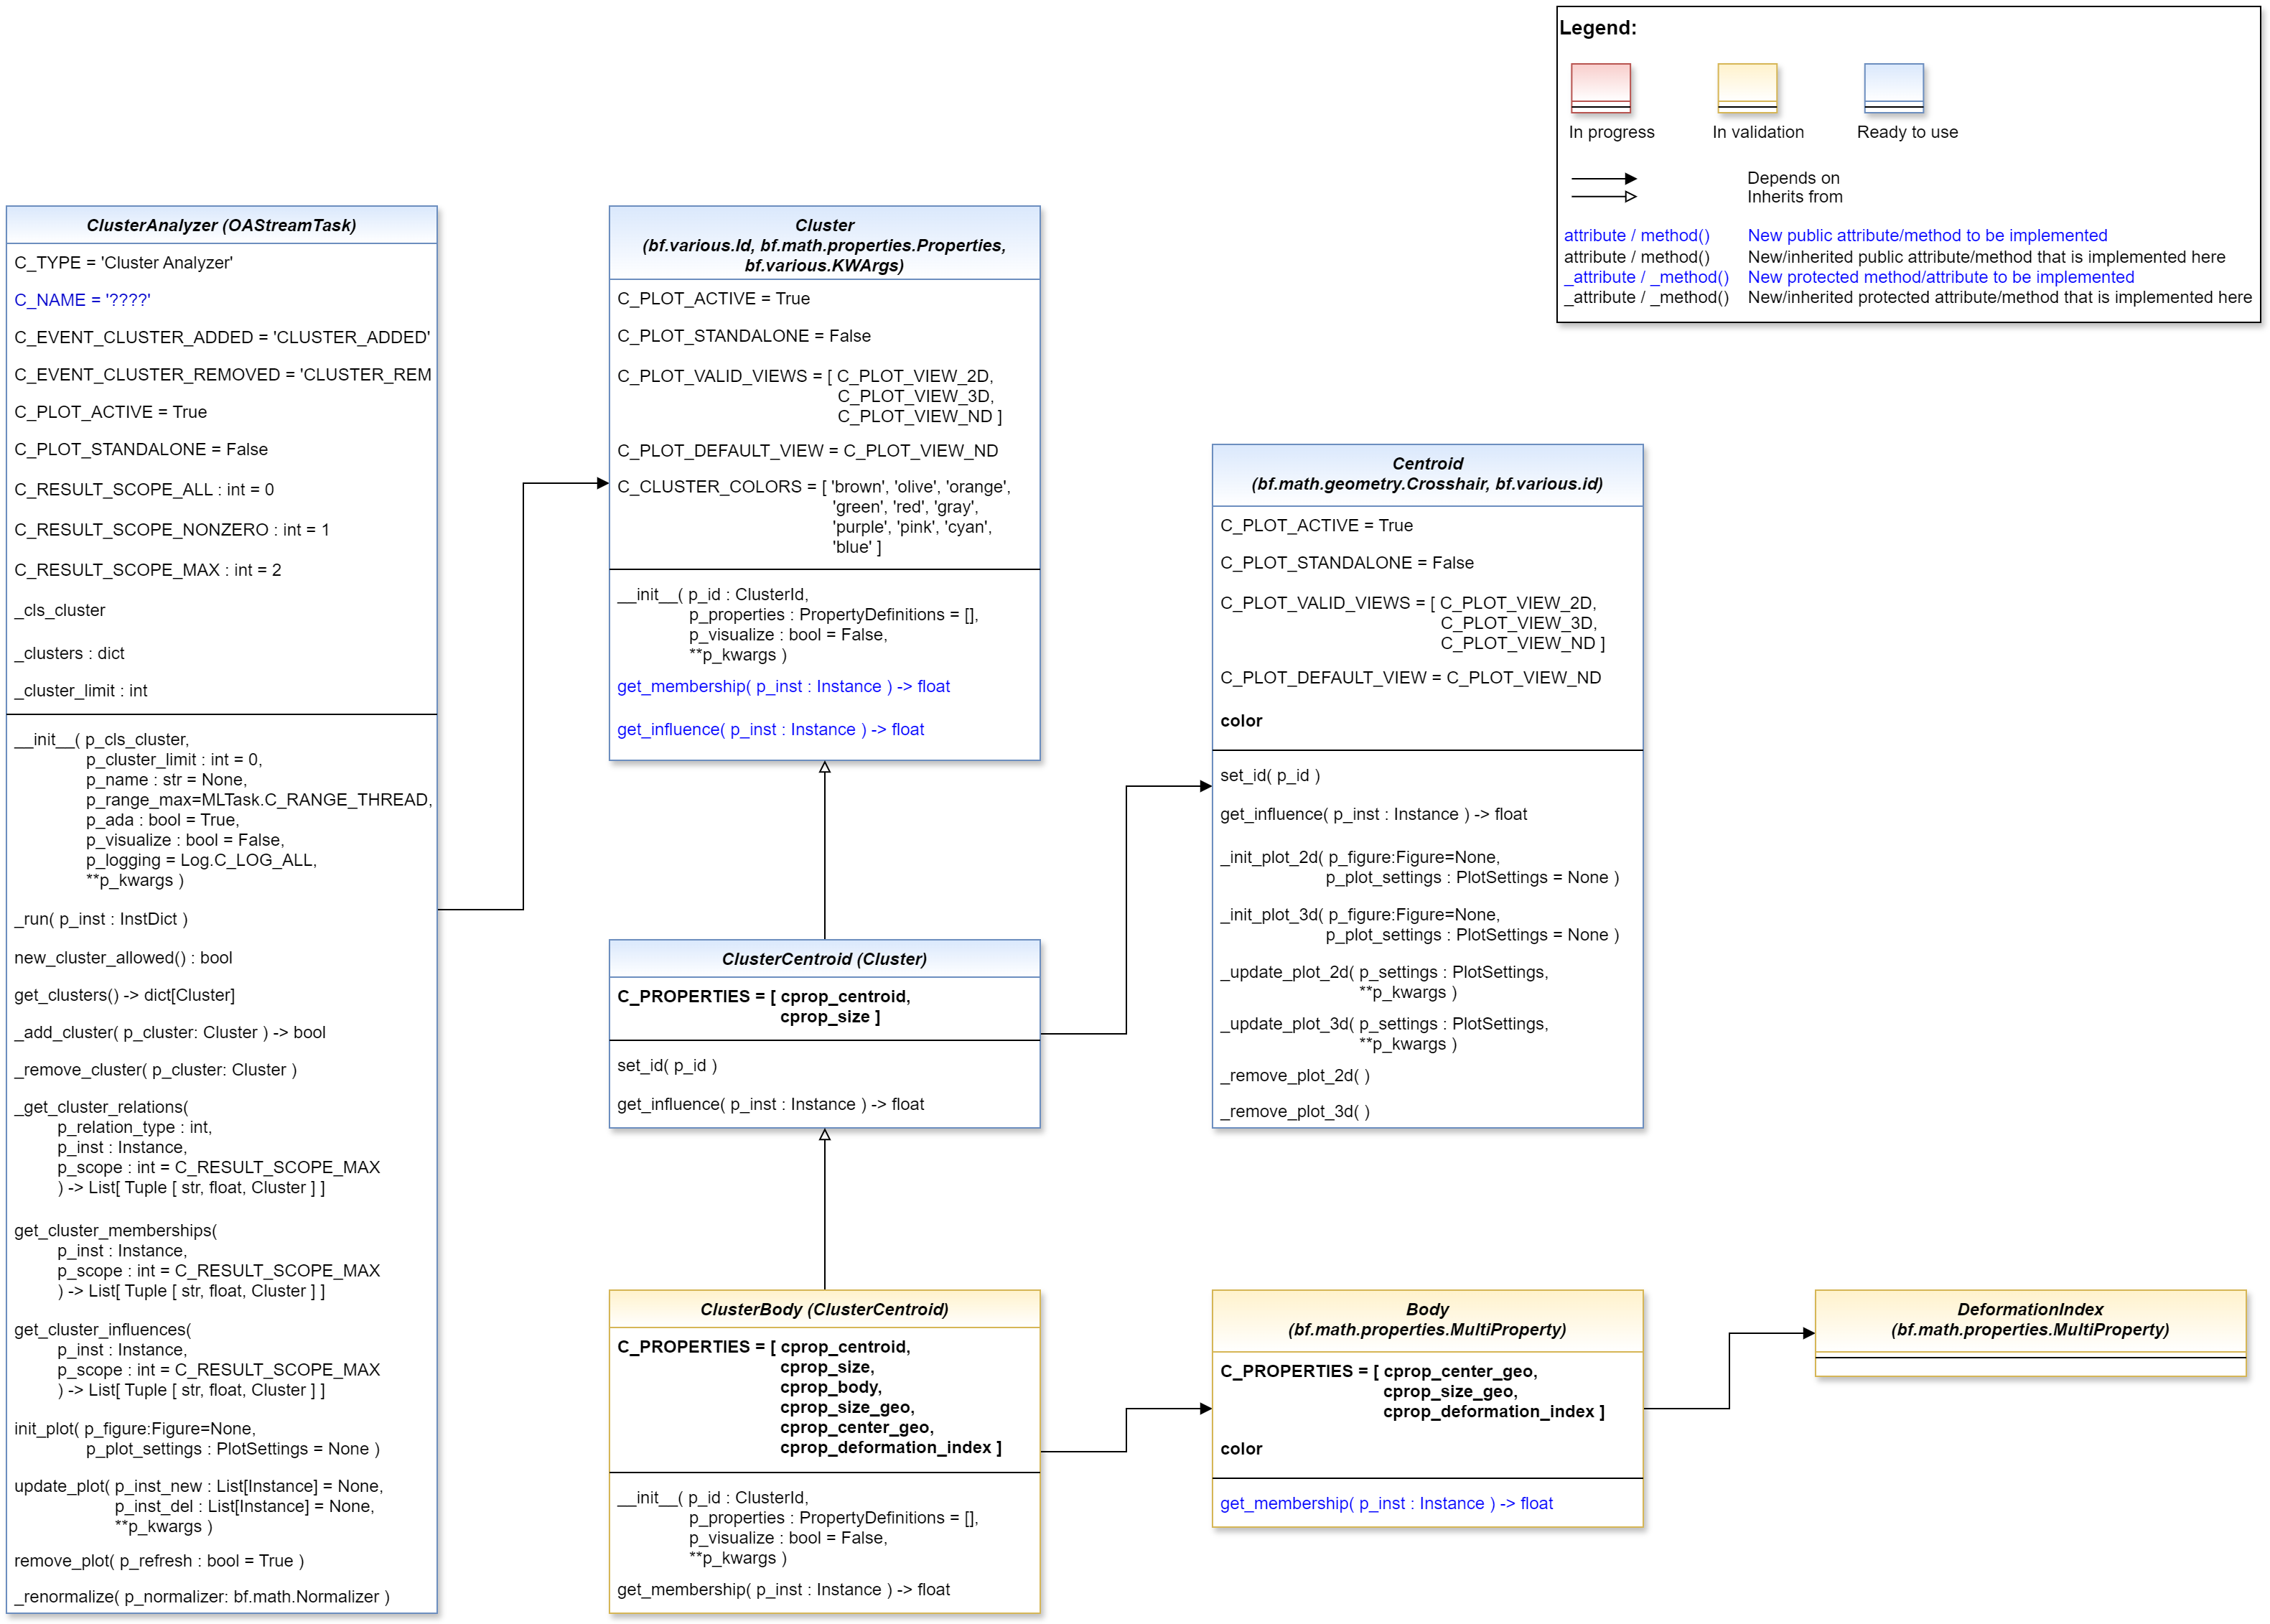 Legend:
In progress
In validation
Ready to use
Depends on
Inherits from
attribute / method() New public attribute/method to be implemented
attribute / method() New/inherited public attribute/method that is implemented here
_attribute / _method() New protected method/attribute to be implemented
_attribute / _method() New/inherited protected attribute/method that is implemented here
ClusterAnalyzer (OAStreamTask)
C_TYPE = 'Cluster Analyzer'
C_NAME = '????'
C_EVENT_CLUSTER_ADDED = 'CLUSTER_ADDED'
C_EVENT_CLUSTER_REMOVED = 'CLUSTER_REM
C_PLOT_ACTIVE = True
C_PLOT_STANDALONE = False
C_RESULT_SCOPE_ALL : int = 0
C_RESULT_SCOPE_NONZERO : int = 1
C_RESULT_SCOPE_MAX : int = 2
_cls_cluster
_clusters : dict
_cluster_limit : int
__init__( p_cls_cluster,
p_cluster_limit : int = 0,
p_name : str = None,
p_range_max=MLTask.C_RANGE_THREAD,
p_ada : bool = True,
p_visualize : bool = False,
p_logging = Log.C_LOG_ALL,
**p_kwargs )
_run( p_inst : InstDict )
new_cluster_allowed() : bool
get_clusters() -> dict[Cluster]
_add_cluster( p_cluster: Cluster ) -> bool
_remove_cluster( p_cluster: Cluster )
_get_cluster_relations(
p_relation_type : int,
p_inst : Instance,
p_scope : int = C_RESULT_SCOPE_MAX
) -> List[ Tuple [ str, float, Cluster ] ]
get_cluster_memberships(
p_inst : Instance,
p_scope : int = C_RESULT_SCOPE_MAX
) -> List[ Tuple [ str, float, Cluster ] ]
get_cluster_influences(
p_inst : Instance,
p_scope : int = C_RESULT_SCOPE_MAX
) -> List[ Tuple [ str, float, Cluster ] ]
init_plot( p_figure:Figure=None,
p_plot_settings : PlotSettings = None )
update_plot( p_inst_new : List[Instance] = None,
p_inst_del : List[Instance] = None,
**p_kwargs )
remove_plot( p_refresh : bool = True )
_renormalize( p_normalizer: bf.math.Normalizer )
Cluster
(bf.various.Id, bf.math.properties.Properties,
bf.various.KWArgs)
C_PLOT_ACTIVE = True
C_PLOT_STANDALONE = False
C_PLOT_VALID_VIEWS = [ C_PLOT_VIEW_2D,
C_PLOT_VIEW_3D,
C_PLOT_VIEW_ND ]
C_PLOT_DEFAULT_VIEW = C_PLOT_VIEW_ND
C_CLUSTER_COLORS = [ 'brown', 'olive', 'orange',
'green', 'red', 'gray',
'purple', 'pink', 'cyan',
'blue' ]
__init__( p_id : ClusterId,
p_properties : PropertyDefinitions = [],
p_visualize : bool = False,
**p_kwargs )
get_membership( p_inst : Instance ) -> float
get_influence( p_inst : Instance ) -> float
ClusterCentroid (Cluster)
C_PROPERTIES = [ cprop_centroid,
cprop_size ]
set_id( p_id )
get_influence( p_inst : Instance ) -> float
ClusterBody (ClusterCentroid)
C_PROPERTIES = [ cprop_centroid,
cprop_size,
cprop_body,
cprop_size_geo,
cprop_center_geo,
cprop_deformation_index ]
__init__( p_id : ClusterId,
p_properties : PropertyDefinitions = [],
p_visualize : bool = False,
**p_kwargs )
get_membership( p_inst : Instance ) -> float
Centroid
(bf.math.geometry.Crosshair, bf.various.id)
C_PLOT_ACTIVE = True
C_PLOT_STANDALONE = False
C_PLOT_VALID_VIEWS = [ C_PLOT_VIEW_2D,
C_PLOT_VIEW_3D,
C_PLOT_VIEW_ND ]
C_PLOT_DEFAULT_VIEW = C_PLOT_VIEW_ND
color
set_id( p_id )
get_influence( p_inst : Instance ) -> float
_init_plot_2d( p_figure:Figure=None,
p_plot_settings : PlotSettings = None )
_init_plot_3d( p_figure:Figure=None,
p_plot_settings : PlotSettings = None )
_update_plot_2d( p_settings : PlotSettings,
**p_kwargs )
_update_plot_3d( p_settings : PlotSettings,
**p_kwargs )
_remove_plot_2d( )
_remove_plot_3d( )
Body
(bf.math.properties.MultiProperty)
C_PROPERTIES = [ cprop_center_geo,
cprop_size_geo,
cprop_deformation_index ]
color
get_membership( p_inst : Instance ) -> float
DeformationIndex
(bf.math.properties.MultiProperty)